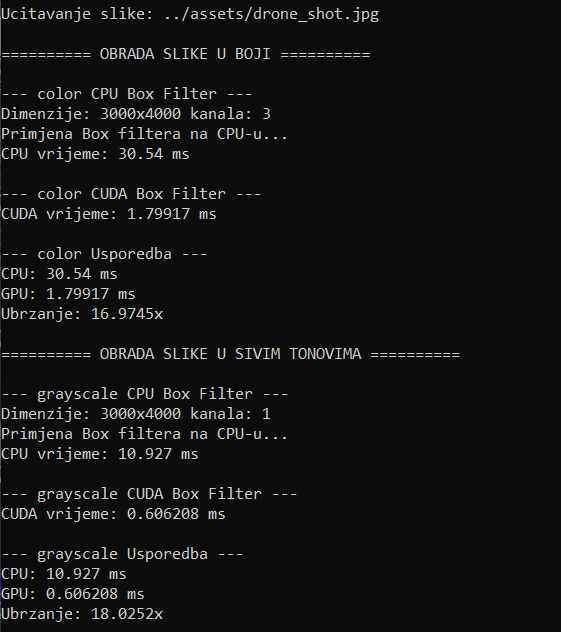 Ucitavanje slike: ../assets/drone_shot.jpg
========== OBRADA SLIKE U BOJI ==========
--- color CPU Box Filter ---
Dimenzije: 3000x4000 kanala: 3
Primjena Box filtera na CPU-u...
CPU vrijeme: 30.54 ms
--- color CUDA Box Filter ---
CUDA vrijeme: 1.79917 ms
--- color Usporedba ---
CPU: 30.54 ms
GPU: 1.79917 ms
Ubrzanje: 16.9745x
========== OBRADA SLIKE U SIVIM TONOVIMA ==========
--- grayscale CPU Box Filter ---
Dimenzije: 3000x4000 kanala: 1
Primjena Box filtera na CPU-u...
CPU vrijeme: 10.927 ms
--- grayscale CUDA Box Filter ---
CUDA vrijeme: 0.606208 ms
--- grayscale Usporedba ---
CPU: 10.927 ms
GPU: 0.606208 ms
Ubrzanje: 18.0252x